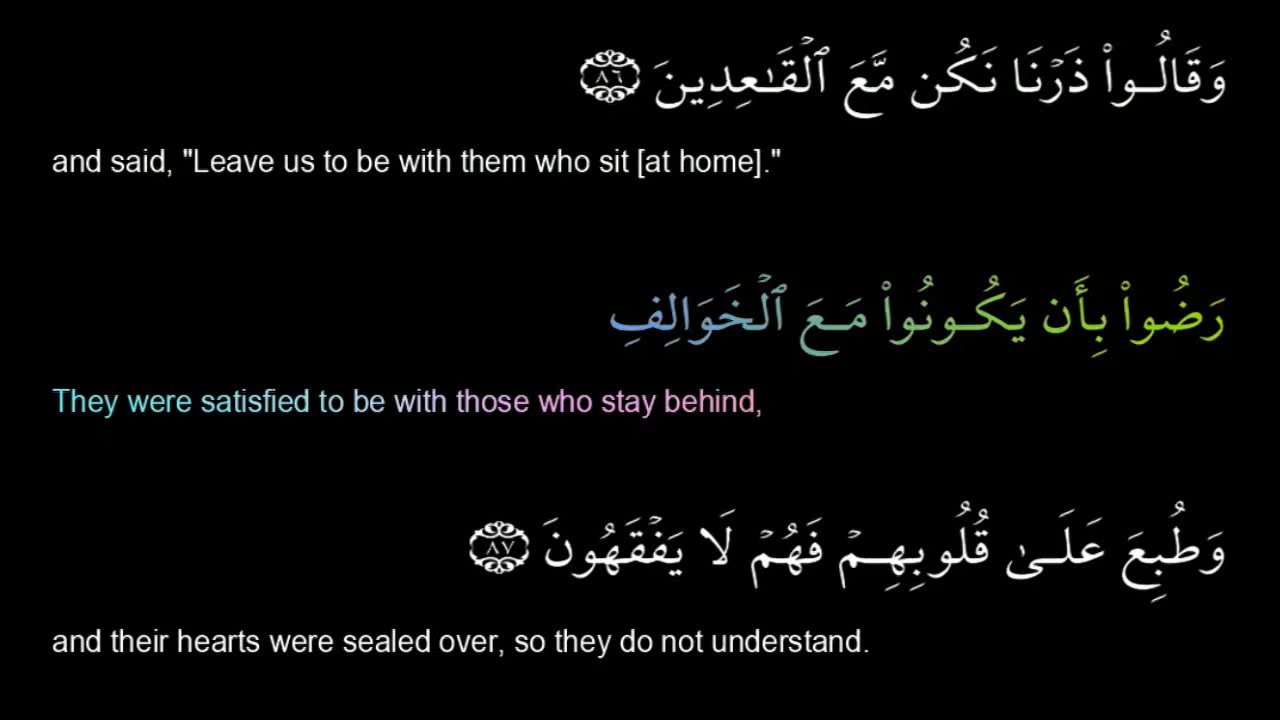 وَقَالُوا۟ ذَرْنَا نَكُن مَّعَ ٱلْقَـٰعِدِينَ ٨٦
and said, "Leave us to be with them who sit [at home]."
رَضُوا۟ بِأَن يَكُونُوا۟ مَعَ ٱلْخَوَالِفِ
They were satisfied to be with those who stay behind,
وَطُبِعَ عَلَىٰ قُلُوبِهِمْ فَهُمْ لَا يَفْقَهُونَ ٨٧
and their hearts were sealed over, so they do not understand.